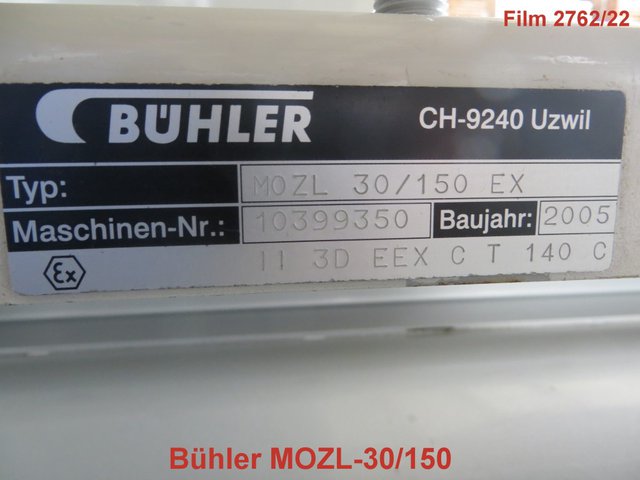 Film 2762/22
BÜHLER CH-9240 Uzwil
Typ: MOZL 30/150 EX
Maschinen-Nr.: 10399350 Baujahr: 2005
Ex II 3D EEX C T 140 C
Bühler MOZL-30/150